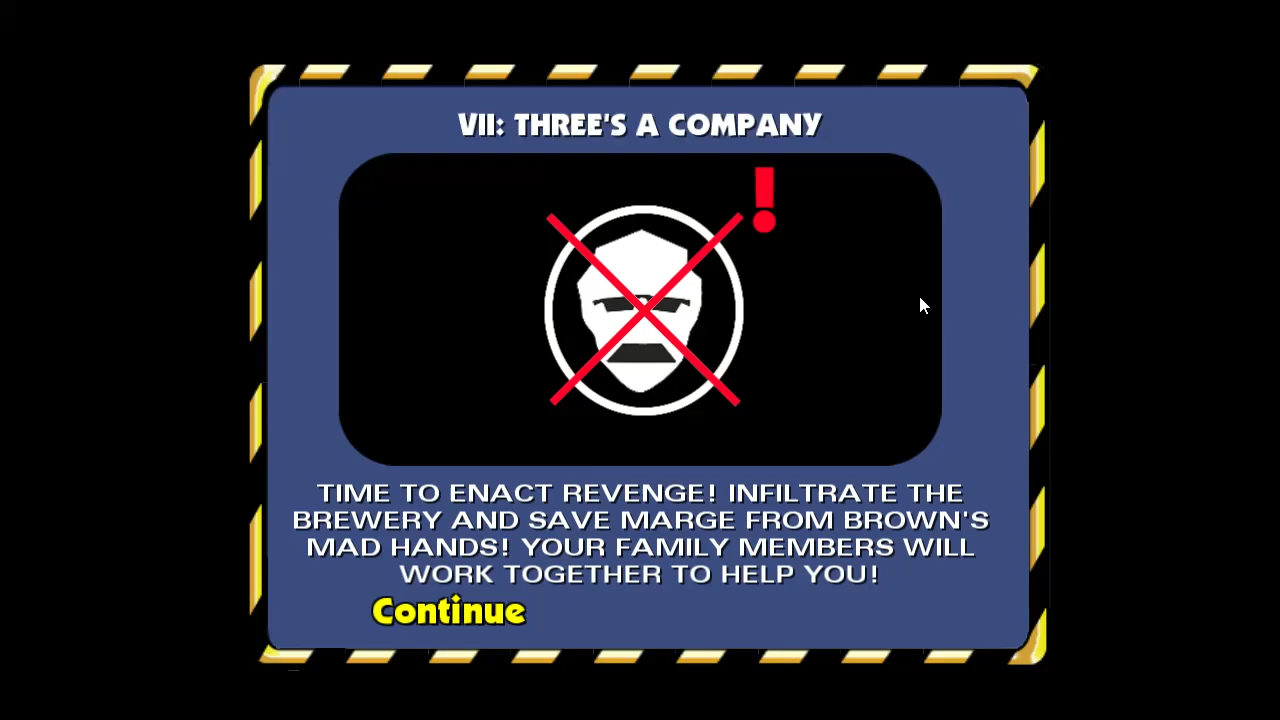 VII: THREE'S A COMPANY
!
TIME TO ENACT REVENGE! INFILTRATE THE
BREWERY AND SAVE MARGE FROM BROWN'S
MAD HANDS! YOUR FAMILY MEMBERS WILL
WORK TOGETHER TO HELP YOU!
Continue